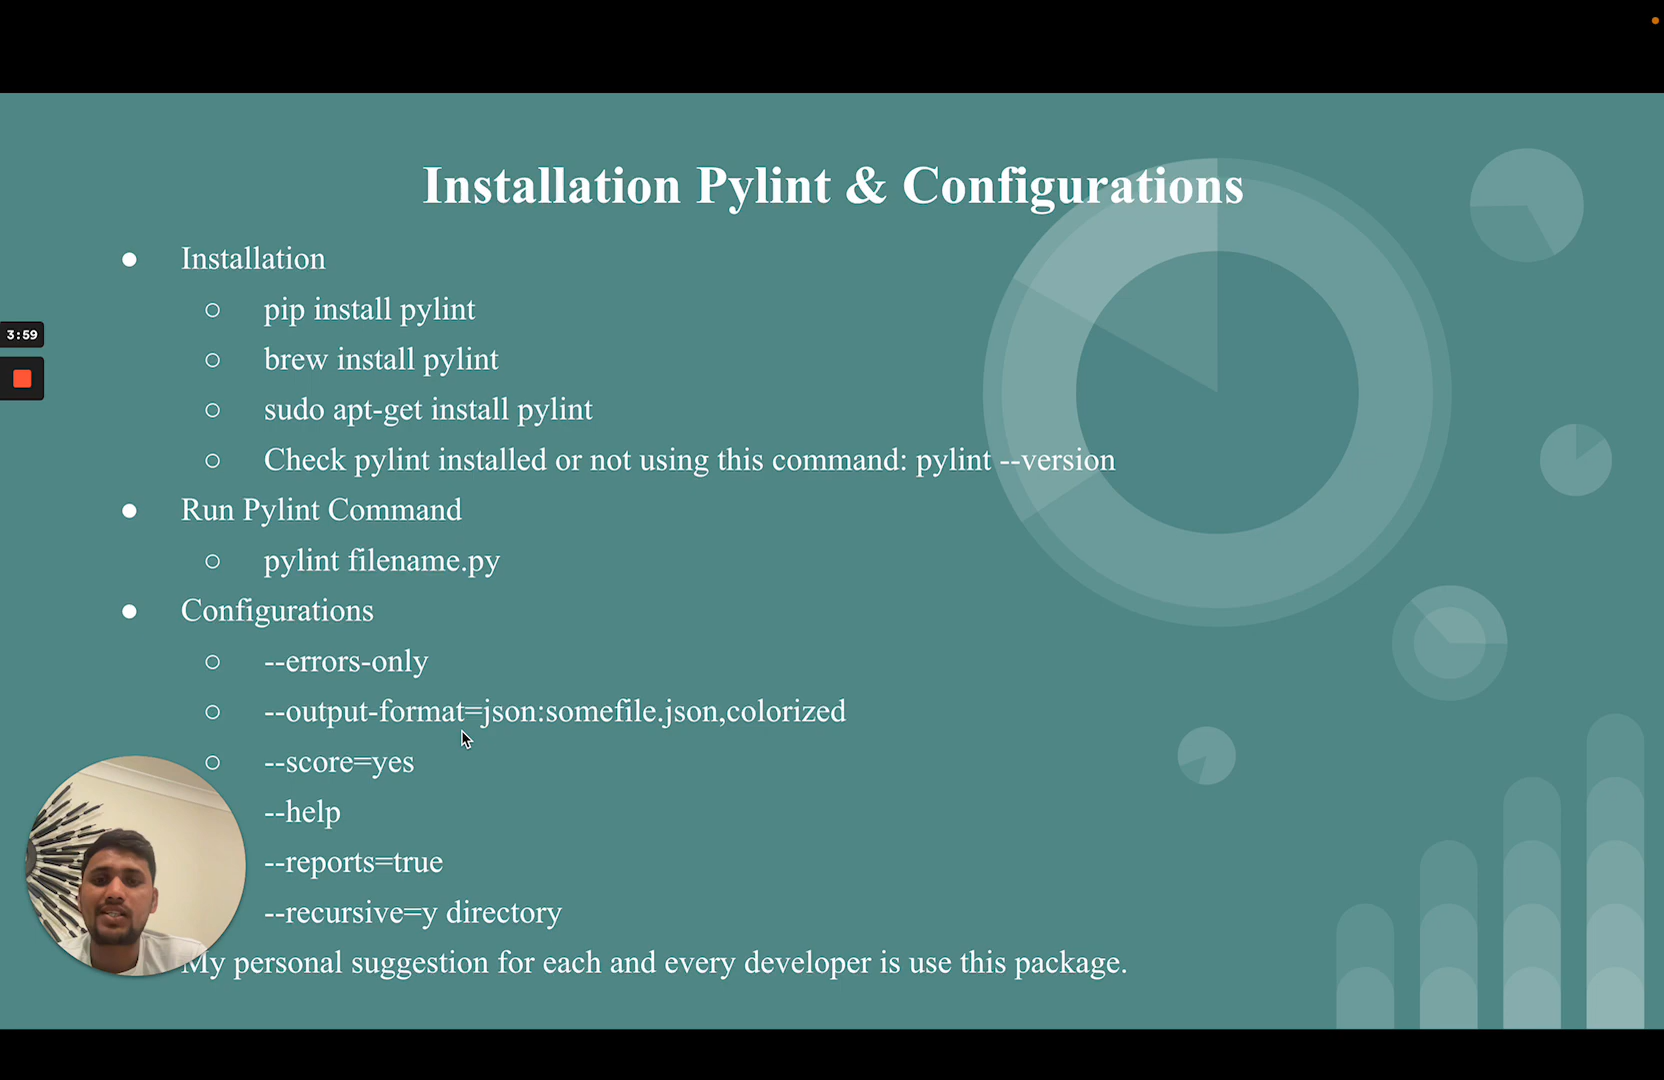 Installation Pylint & Configurations
● Installation
○ pip install pylint
○ brew install pylint
○ sudo apt-get install pylint
○ Check pylint installed or not using this command: pylint --version
● Run Pylint Command
○ pylint filename.py
● Configurations
○ --errors-only
○ --output-format=json:somefile.json,colorized
○ --score=yes
--help
--reports=true
--recursive=y directory
My personal suggestion for each and every developer is use this package.
3:59